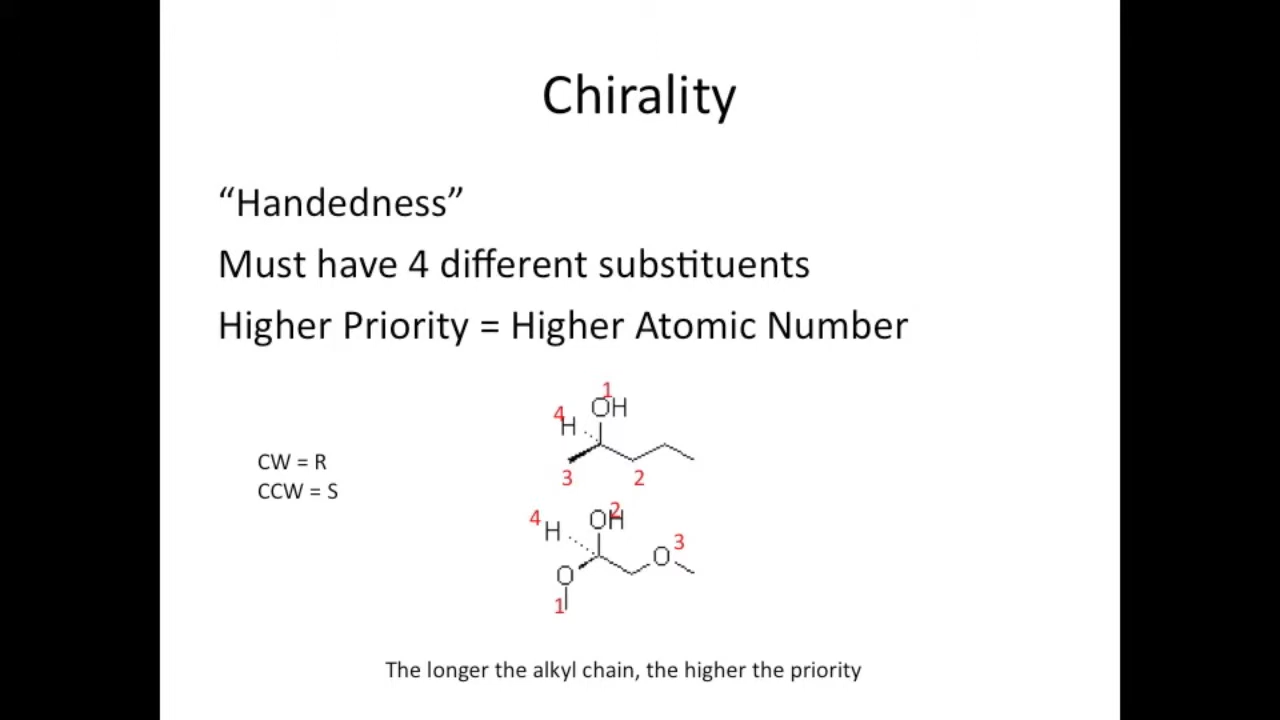 Chirality
“Handedness”
Must have 4 different substituents
Higher Priority = Higher Atomic Number
1
4
OH
H
CW = R
3
2
CCW = S
2
4
OH
H
3
O
O
1
The longer the alkyl chain, the higher the priority